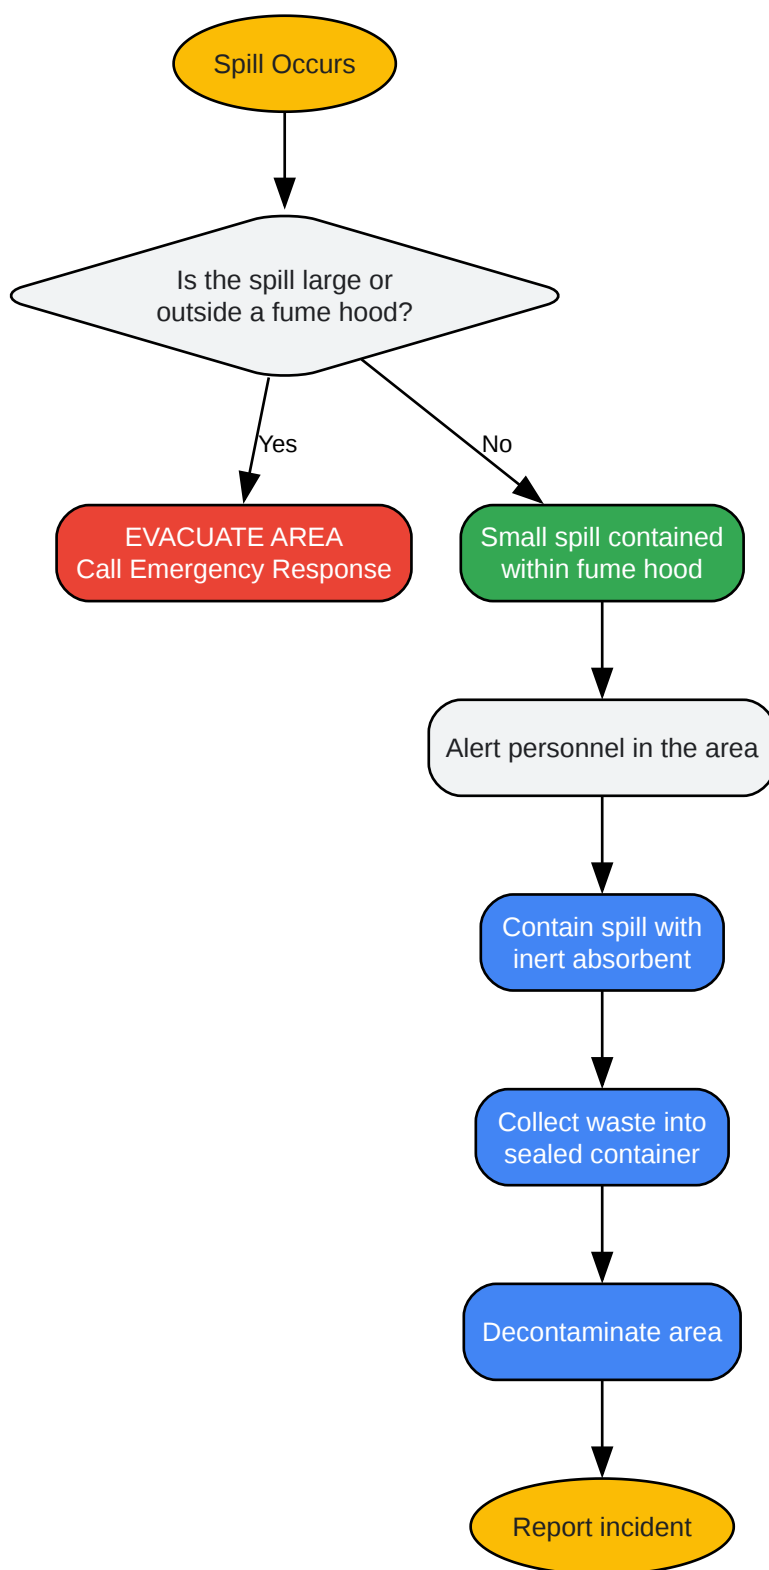 Spill Occurs
Is the spill large or
outside a fume hood?
Yes
No
EVACUATE AREA
Call Emergency Response
Small spill contained
within fume hood
Alert personnel in the area
Contain spill with
inert absorbent
Collect waste into
sealed container
Decontaminate area
Report incident